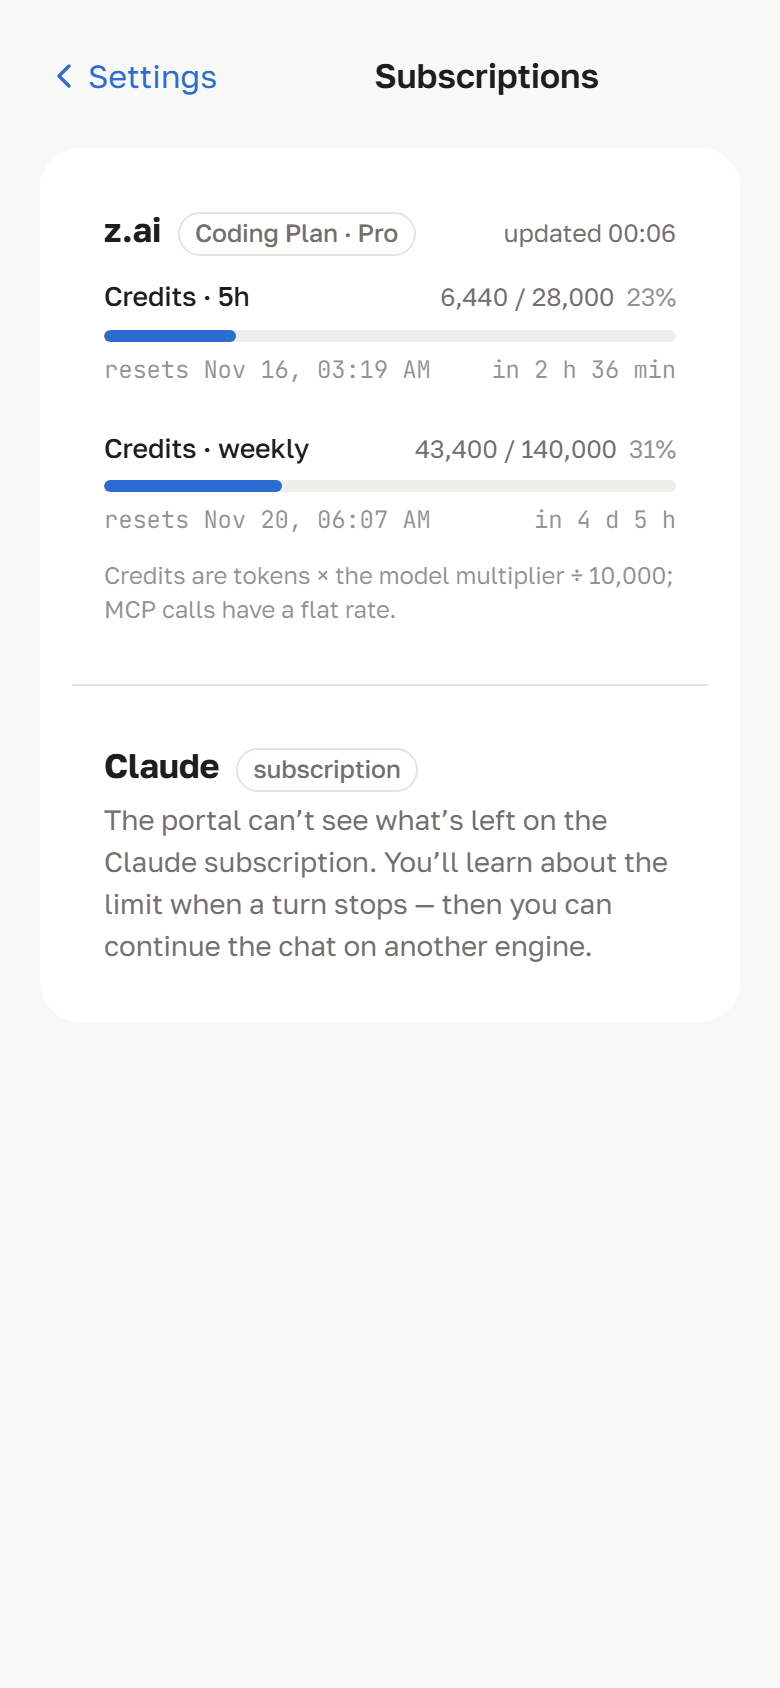 Settings
Subscriptions
z.ai Coding Plan · Pro updated 00:06
Credits · 5h 6,440 / 28,000 23%
resets Nov 16, 03:19 AM in 2 h 36 min
Credits · weekly 43,400 / 140,000 31%
resets Nov 20, 06:07 AM in 4 d 5 h
Credits are tokens × the model multiplier ÷ 10,000;
MCP calls have a flat rate.
Claude subscription
The portal can’t see what’s left on the
Claude subscription. You’ll learn about the
limit when a turn stops — then you can
continue the chat on another engine.